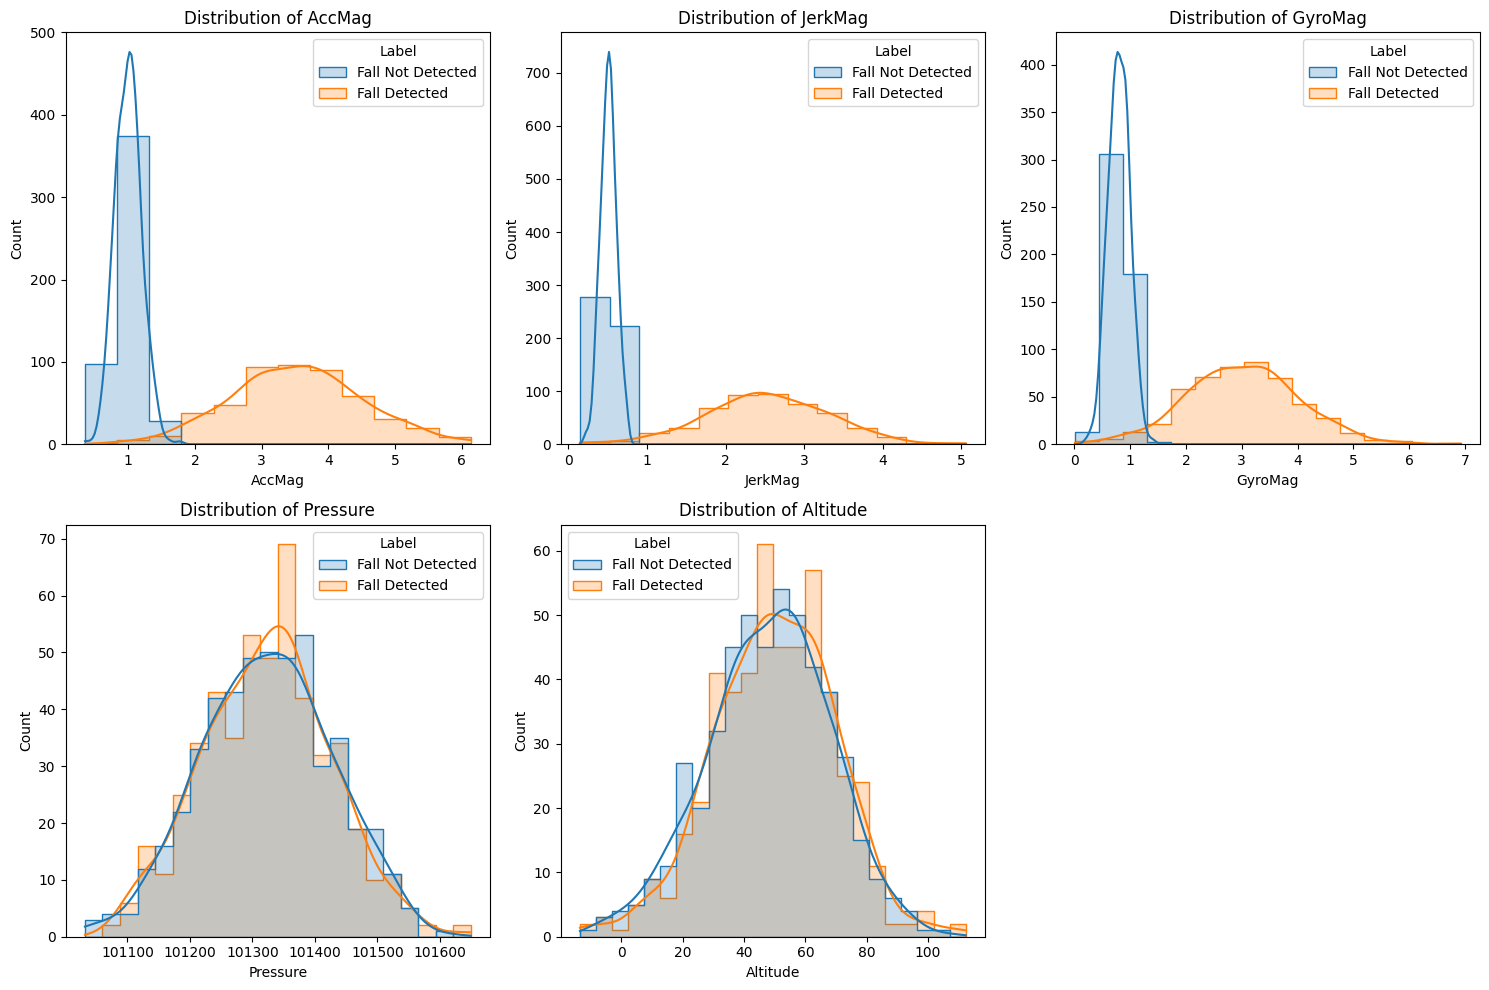 Distribution of AccMag
500
400
300
200
100
0
Count
1 2 3 4 5 6
AccMag
Label
Fall Not Detected
Fall Detected
Distribution of JerkMag
700
600
500
400
300
200
100
0
Count
0 1 2 3 4 5
JerkMag
Label
Fall Not Detected
Fall Detected
Distribution of GyroMag
400
350
300
250
200
150
100
50
0
Count
0 1 2 3 4 5 6 7
GyroMag
Label
Fall Not Detected
Fall Detected
Distribution of Pressure
70
60
50
40
30
20
10
0
Count
101100 101200 101300 101400 101500 101600
Pressure
Label
Fall Not Detected
Fall Detected
Distribution of Altitude
60
50
40
30
20
10
0
Count
0 20 40 60 80 100
Altitude
Label
Fall Not Detected
Fall Detected